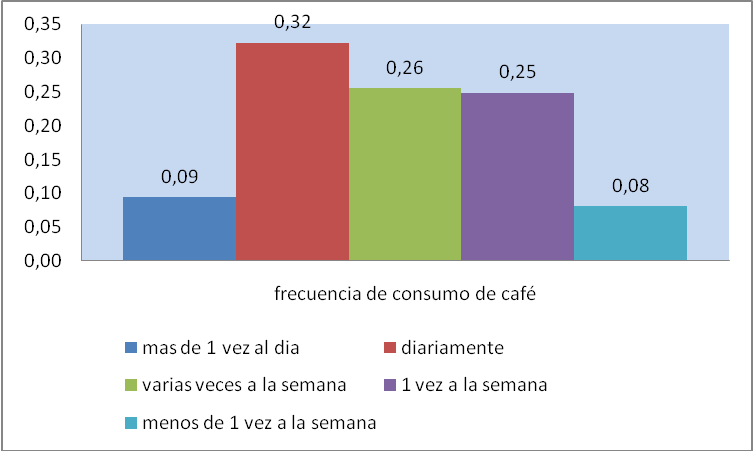 0,35
0,30
0,25
0,20
0,15
0,10
0,05
0,00
0,09
0,32
0,26
0,25
0,08
frecuencia de consumo de café
mas de 1 vez al dia
diariamente
varias veces a la semana
1 vez a la semana
menos de 1 vez a la semana